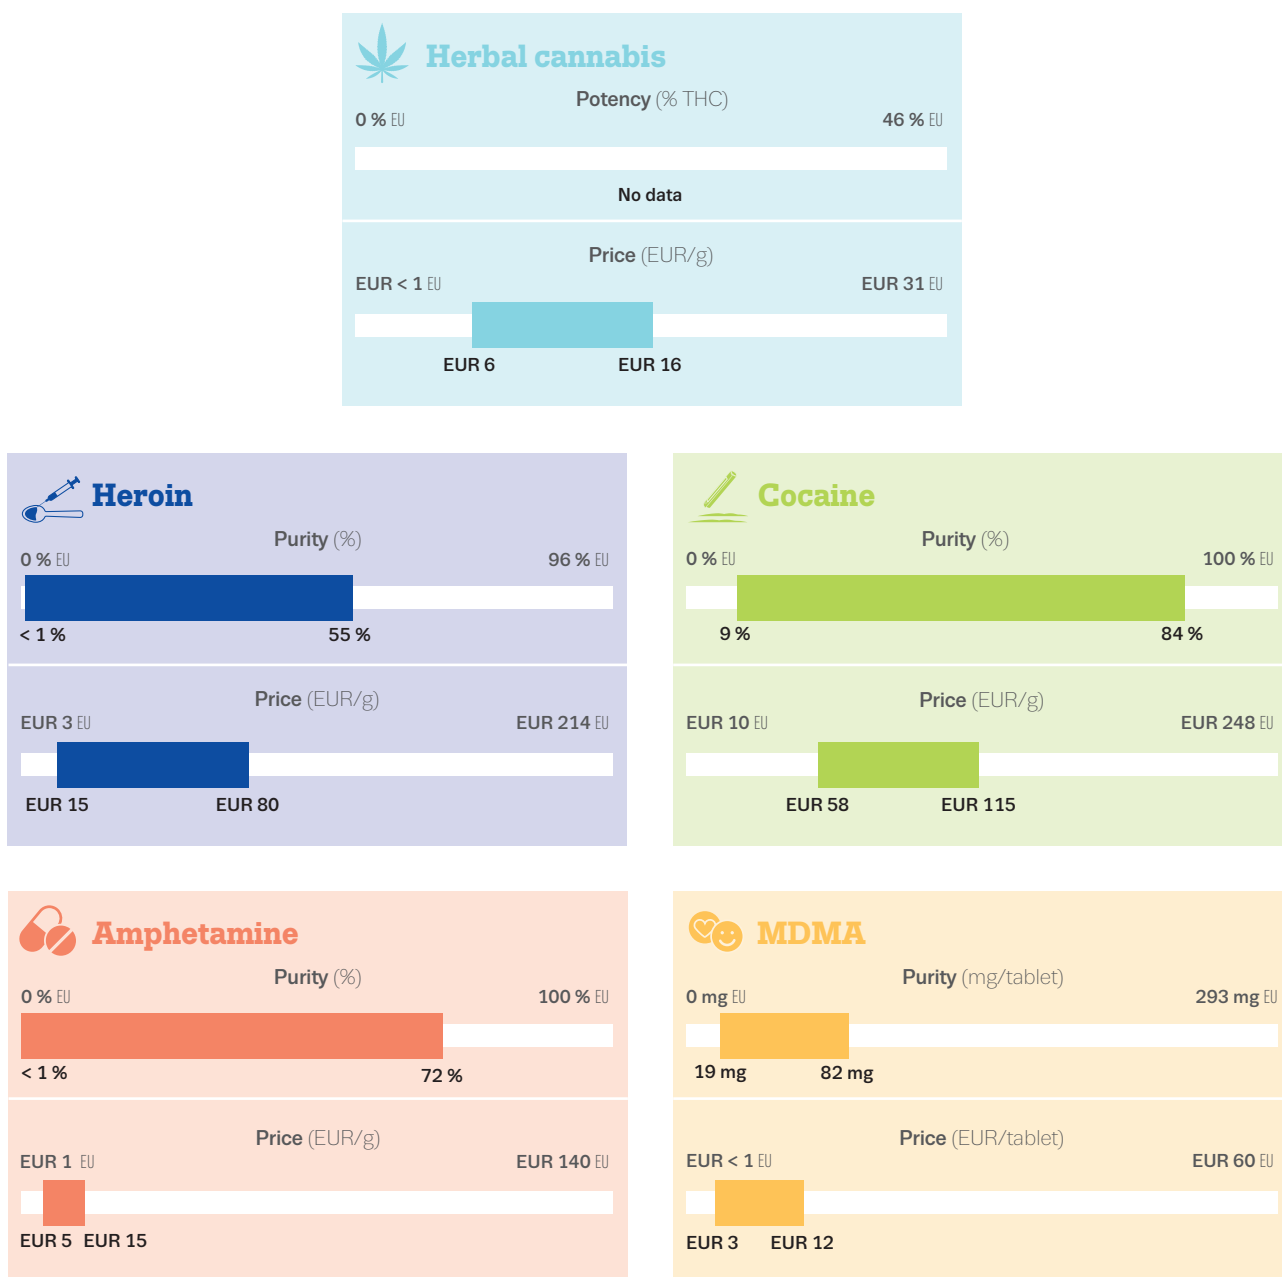 Herbal cannabis
Potency (% THC)
0 % EU
46 % EU
No data
Price (EUR/g)
EUR < 1 EU
EUR 31 EU
EUR 6
EUR 16
Heroin
Purity (%)
0 % EU
96 % EU
< 1 %
55 %
Price (EUR/g)
EUR 3 EU
EUR 214 EU
EUR 15
EUR 80
Cocaine
Purity (%)
0 % EU
100 % EU
9 %
84 %
Price (EUR/g)
EUR 10 EU
EUR 248 EU
EUR 58
EUR 115
Amphetamine
Purity (%)
0 % EU
100 % EU
< 1 %
72 %
Price (EUR/g)
EUR 1 EU
EUR 140 EU
EUR 5
EUR 15
MDMA
Purity (mg/tablet)
0 mg EU
293 mg EU
19 mg
82 mg
Price (EUR/tablet)
EUR < 1 EU
EUR 60 EU
EUR 3
EUR 12